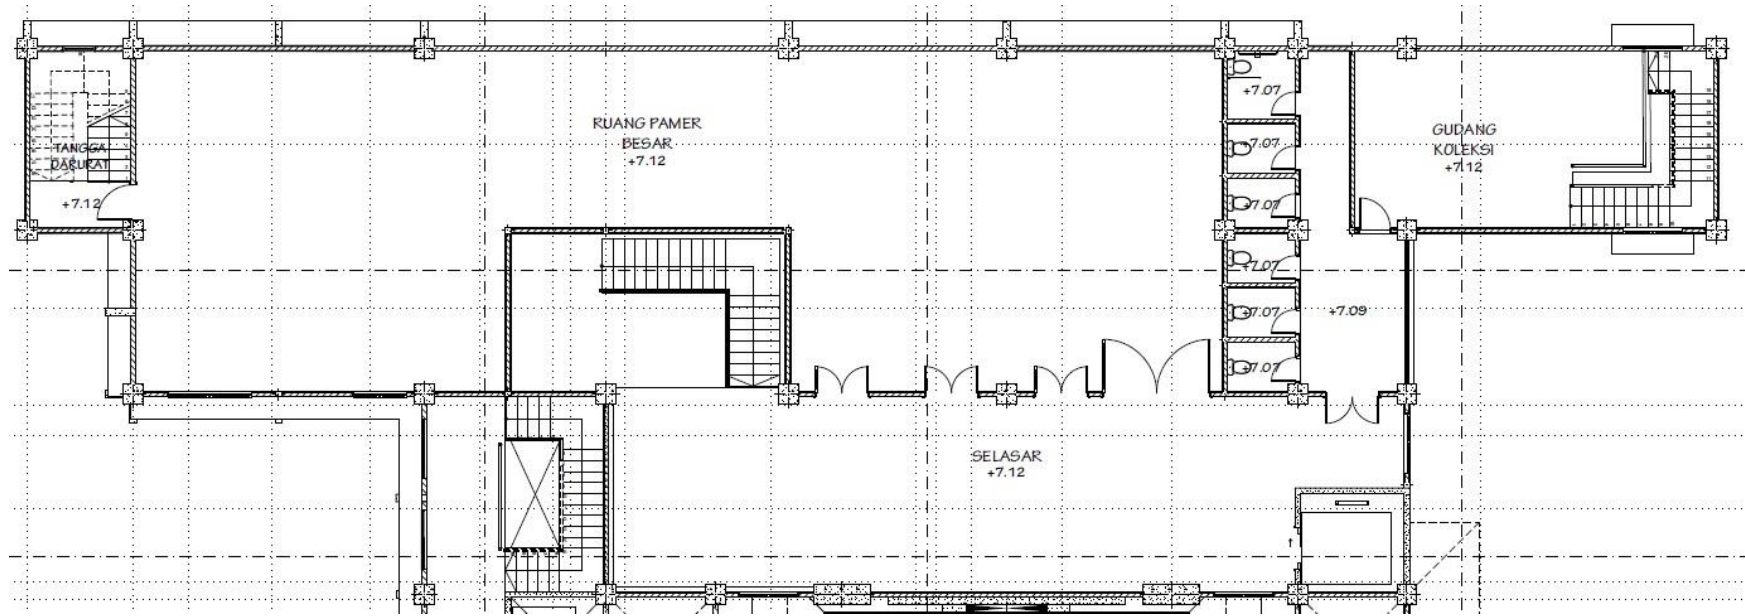 RUANG PAMER
BESAR
+7.12
TANGGA
DARURAT
+7.12
+7.07
+7.07
+7.07
+7.07
+7.07
+7.07
GUDANG
KOLEKSI
+7.12
+7.09
SELASAR
+7.12